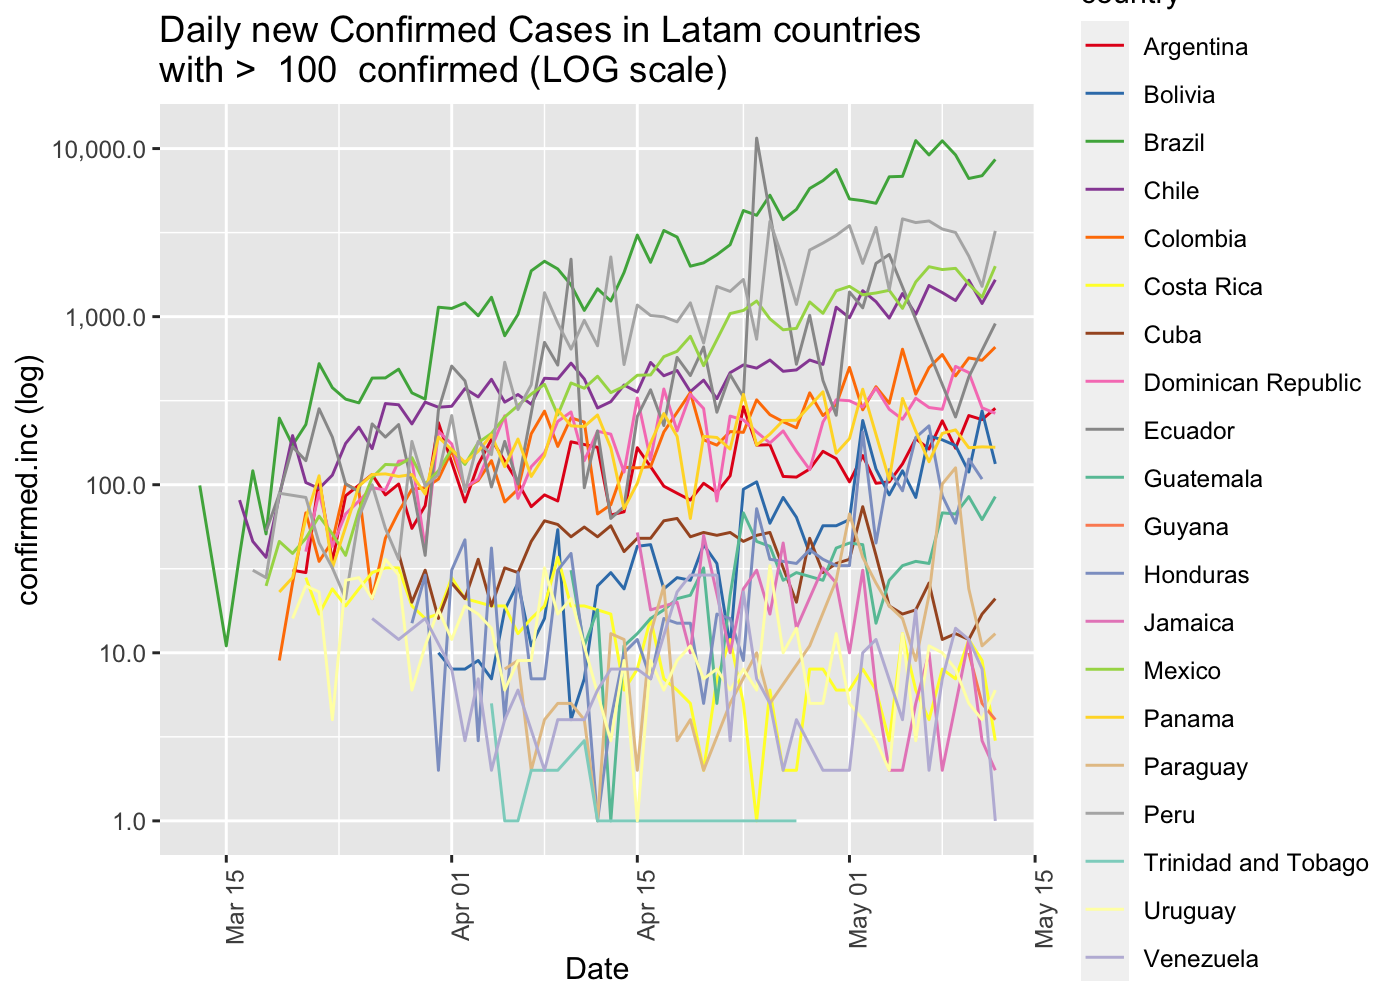 Daily new Confirmed Cases in Latam countries
with >  100  confirmed (LOG scale)
confirmed.inc (log)
10,000.0
1,000.0
100.0
10.0
1.0
Mar 15
Apr 01
Apr 15
May 01
May 15
Date
country
Argentina
Bolivia
Brazil
Chile
Colombia
Costa Rica
Cuba
Dominican Republic
Ecuador
Guatemala
Guyana
Honduras
Jamaica
Mexico
Panama
Paraguay
Peru
Trinidad and Tobago
Uruguay
Venezuela